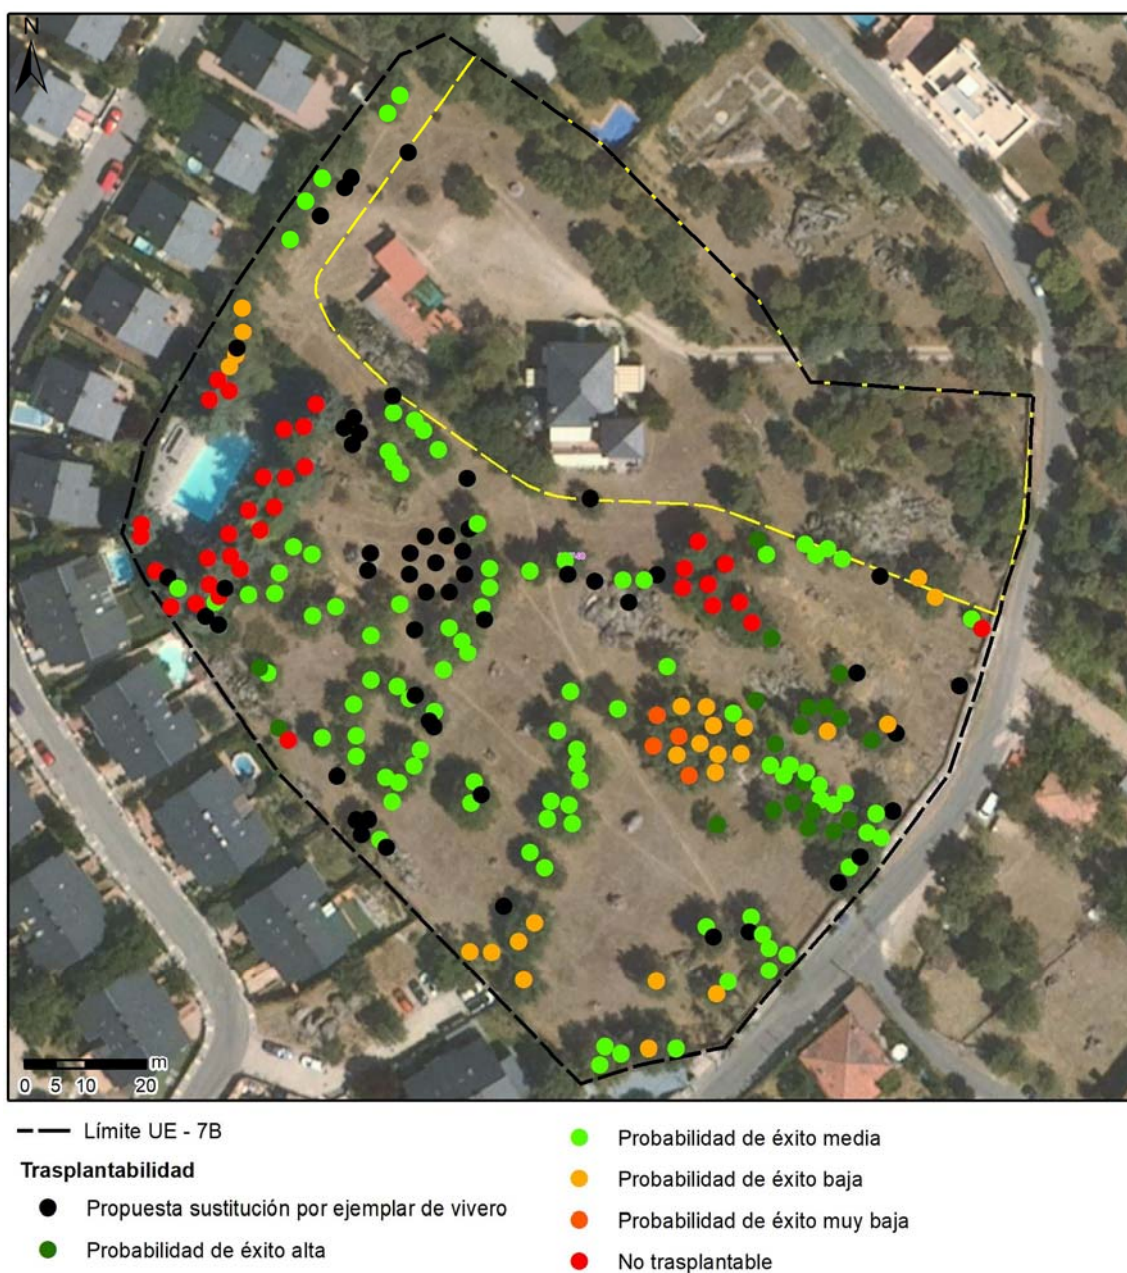 N
0 5 10 20 m
Límite UE - 7B
Trasplantabilidad
Propuesta sustitución por ejemplar de vivero
Probabilidad de éxito alta
Probabilidad de éxito media
Probabilidad de éxito baja
Probabilidad de éxito muy baja
No trasplantable